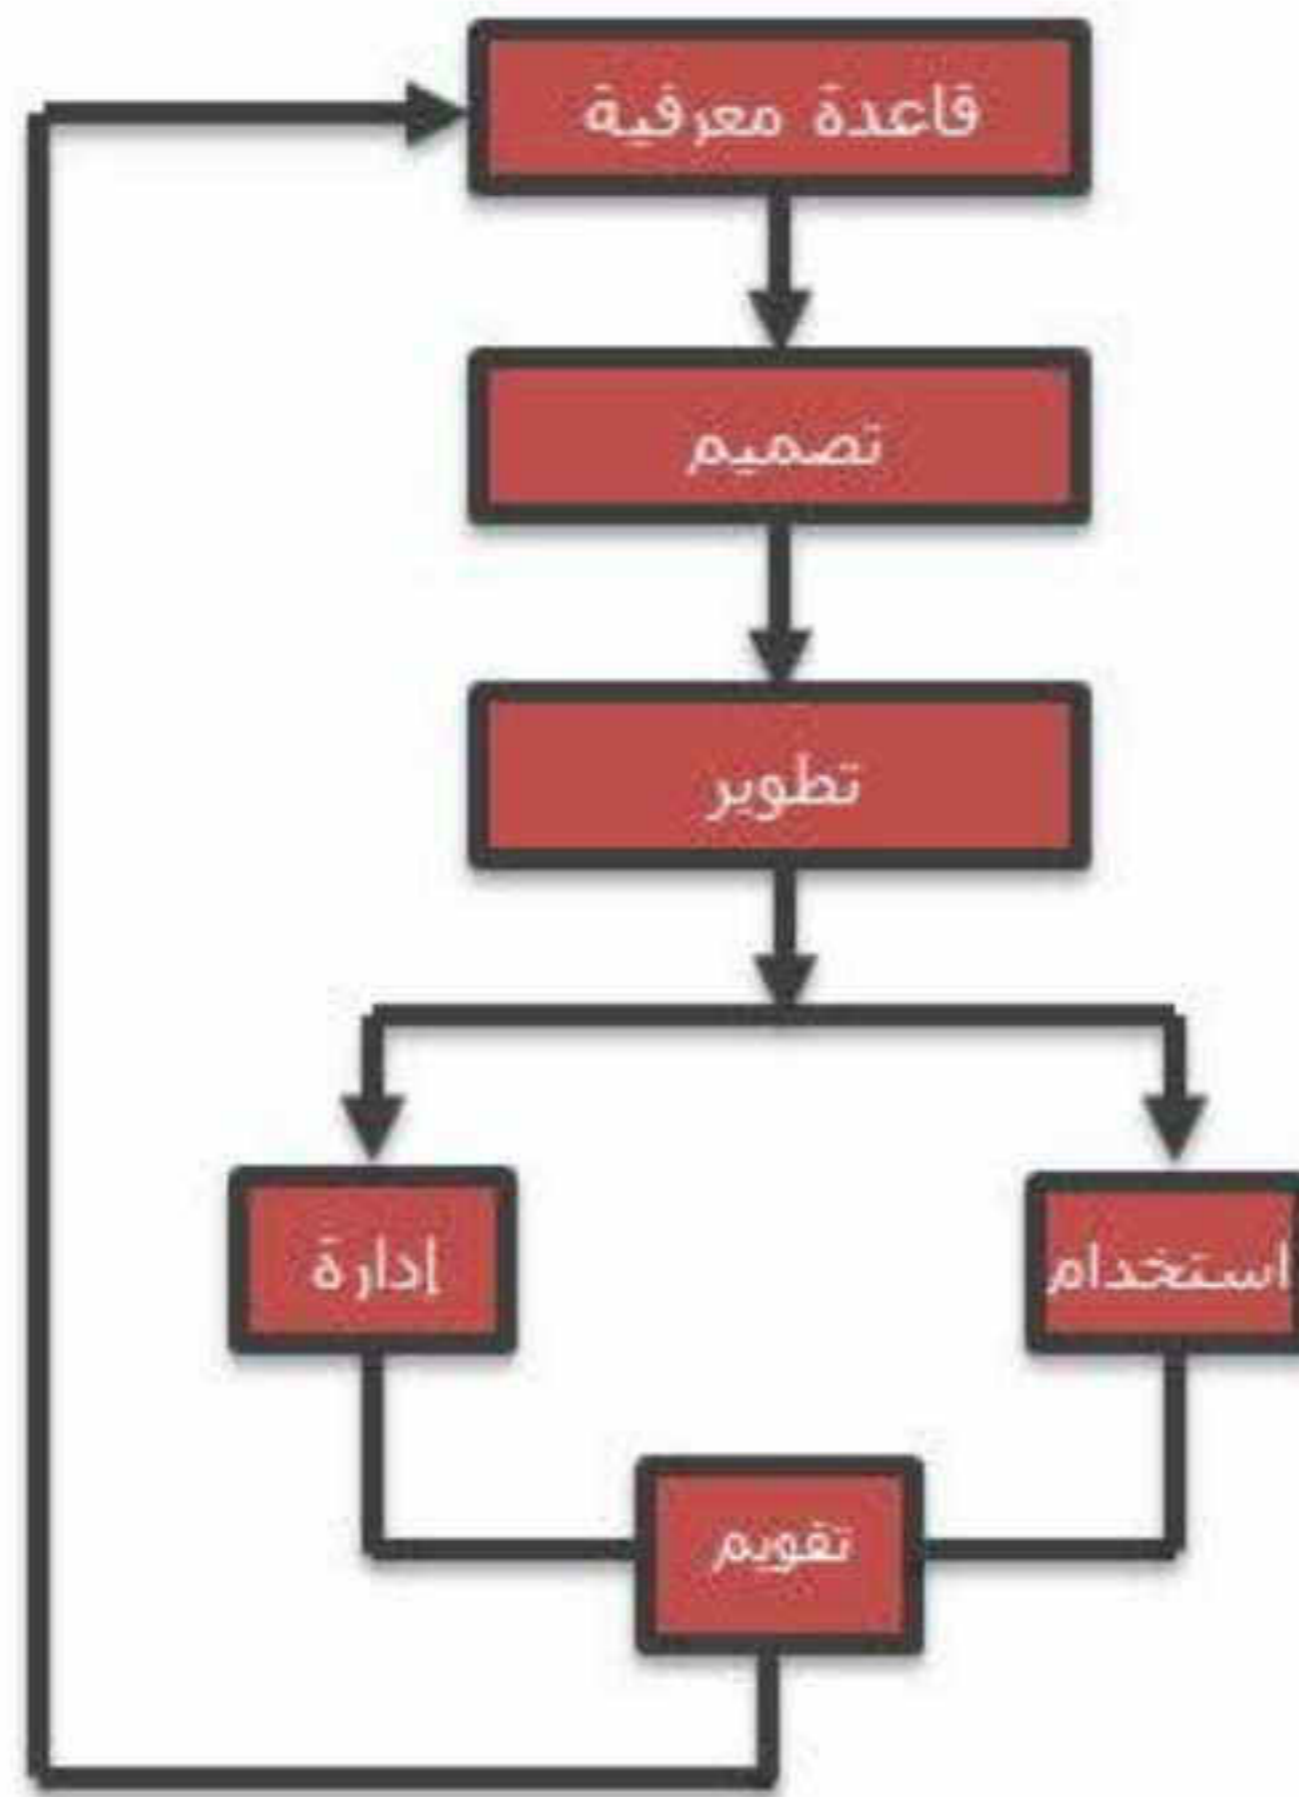 قاعدة معرفية
تصميم
تطوير
استخدام
إدارة
تقويم